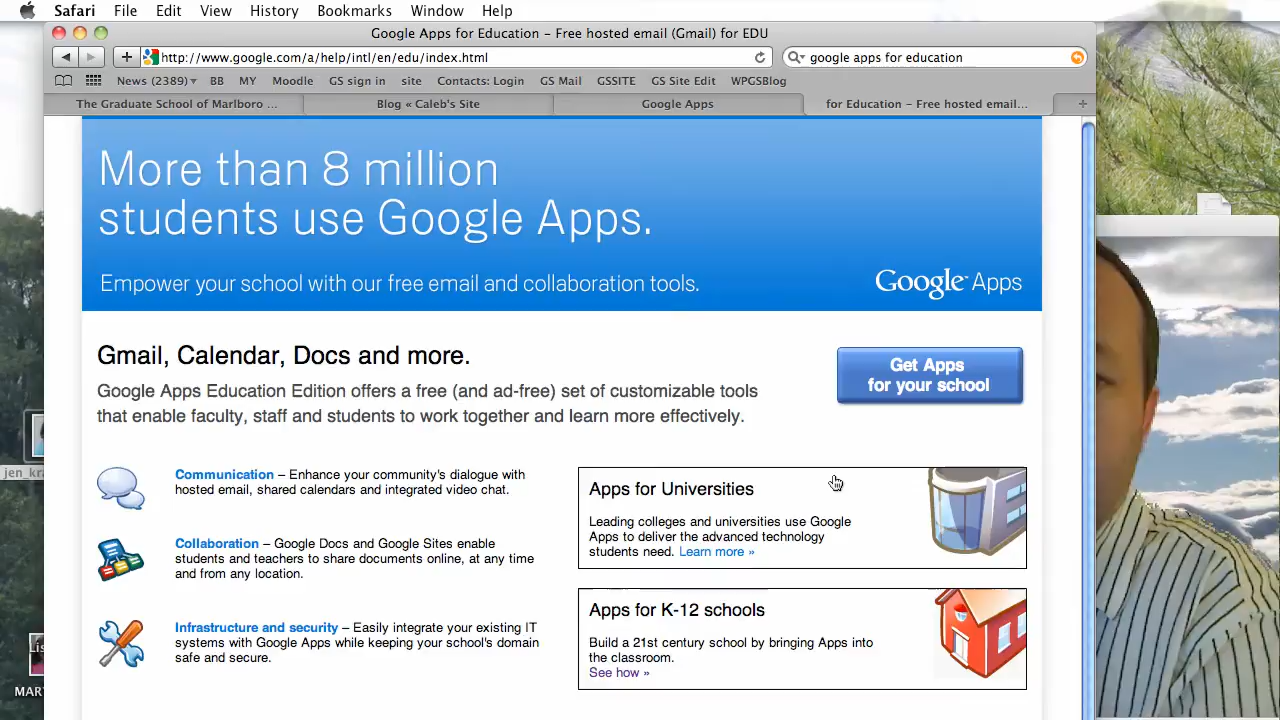 Safari File Edit View History Bookmarks Window Help
Google Apps for Education – Free hosted email (Gmail) for EDU
http://www.google.com/a/help/intl/en/edu/index.html
google apps for education
News (2389) BB MY Moodle GS sign in site Contacts: Login GS Mail GSSITE GS Site Edit WPGSBlog
The Graduate School of Marlboro ... Blog « Caleb's Site Google Apps for Education – Free hosted email...
More than 8 million
students use Google Apps.
Empower your school with our free email and collaboration tools.
Google™ Apps
Gmail, Calendar, Docs and more.
Google Apps Education Edition offers a free (and ad-free) set of customizable tools
that enable faculty, staff and students to work together and learn more effectively.
Get Apps
for your school
Communication – Enhance your community's dialogue with
hosted email, shared calendars and integrated video chat.
Collaboration – Google Docs and Google Sites enable
students and teachers to share documents online, at any time
and from any location.
Infrastructure and security – Easily integrate your existing IT
systems with Google Apps while keeping your school's domain
safe and secure.
Apps for Universities
Leading colleges and universities use Google
Apps to deliver the advanced technology
students need. Learn more »
Apps for K-12 schools
Build a 21st century school by bringing Apps into
the classroom.
See how »
jen_kr
Lis
MAR